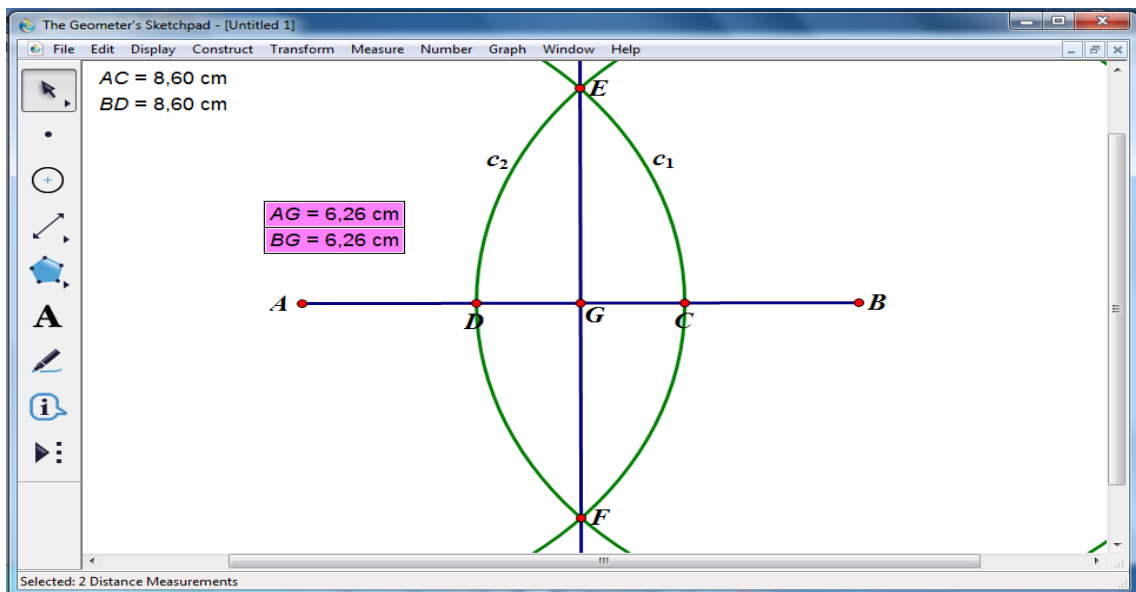 The Geometer's Sketchpad - [Untitled 1]
File Edit Display Construct Transform Measure Number Graph Window Help
AC = 8,60 cm
BD = 8,60 cm
E
c₂ c₁
AG = 6,26 cm
BG = 6,26 cm
A D G C B
F
A
Selected: 2 Distance Measurements